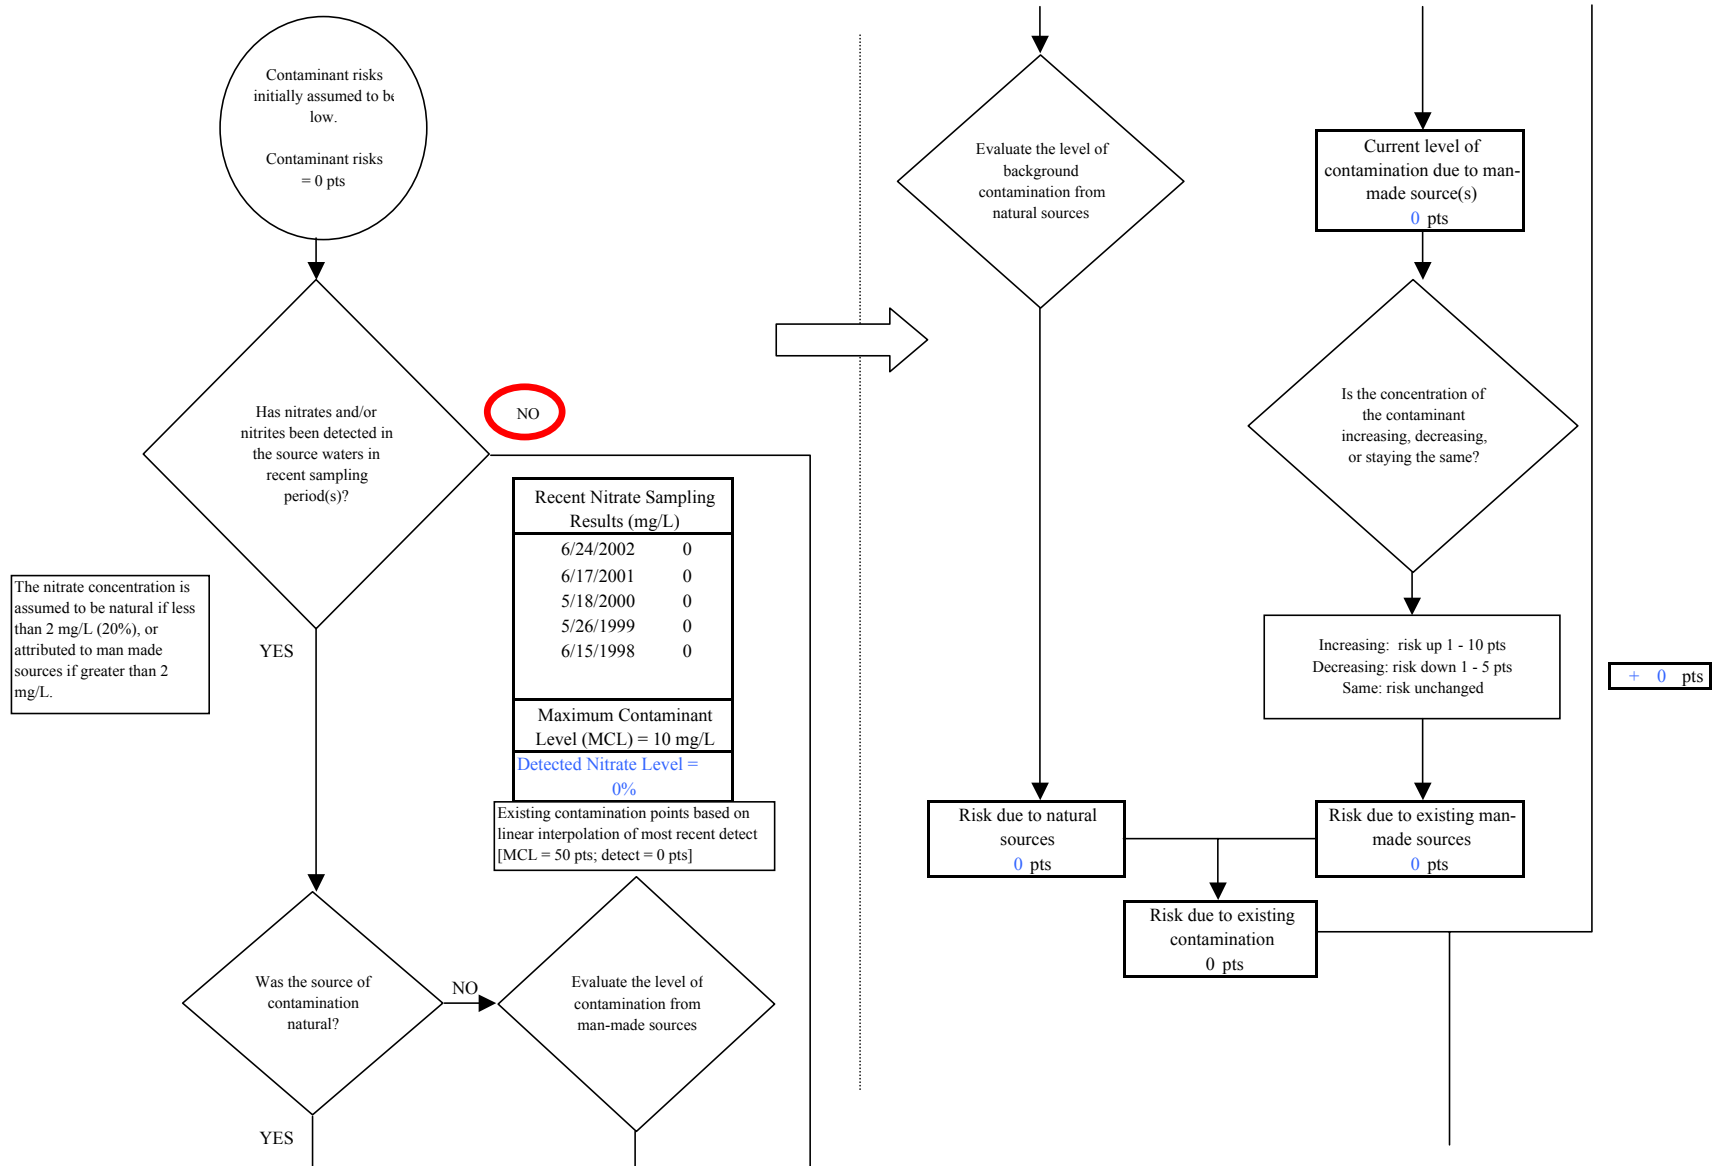 Contaminant risks
initially assumed to be
low.
Contaminant risks
= 0 pts
Has nitrates and/or
nitrites been detected in
the source waters in
recent sampling
period(s)?
NO
Recent Nitrate Sampling
Results (mg/L)
6/24/2002 0
6/17/2001 0
5/18/2000 0
5/26/1999 0
6/15/1998 0
Maximum Contaminant
Level (MCL) = 10 mg/L
Detected Nitrate Level =
0%
Existing contamination points based on
linear interpolation of most recent detect
[MCL = 50 pts; detect = 0 pts]
The nitrate concentration is
assumed to be natural if less
than 2 mg/L (20%), or
attributed to man made
sources if greater than 2
mg/L.
YES
Was the source of
contamination
natural?
NO
Evaluate the level of
contamination from
man-made sources
YES
Evaluate the level of
background
contamination from
natural sources
Current level of
contamination due to man-
made source(s)
0 pts
Is the concentration of
the contaminant
increasing, decreasing,
or staying the same?
Increasing: risk up 1 - 10 pts
Decreasing: risk down 1 - 5 pts
Same: risk unchanged
+ 0 pts
Risk due to natural
sources
0 pts
Risk due to existing man-
made sources
0 pts
Risk due to existing
contamination
0 pts